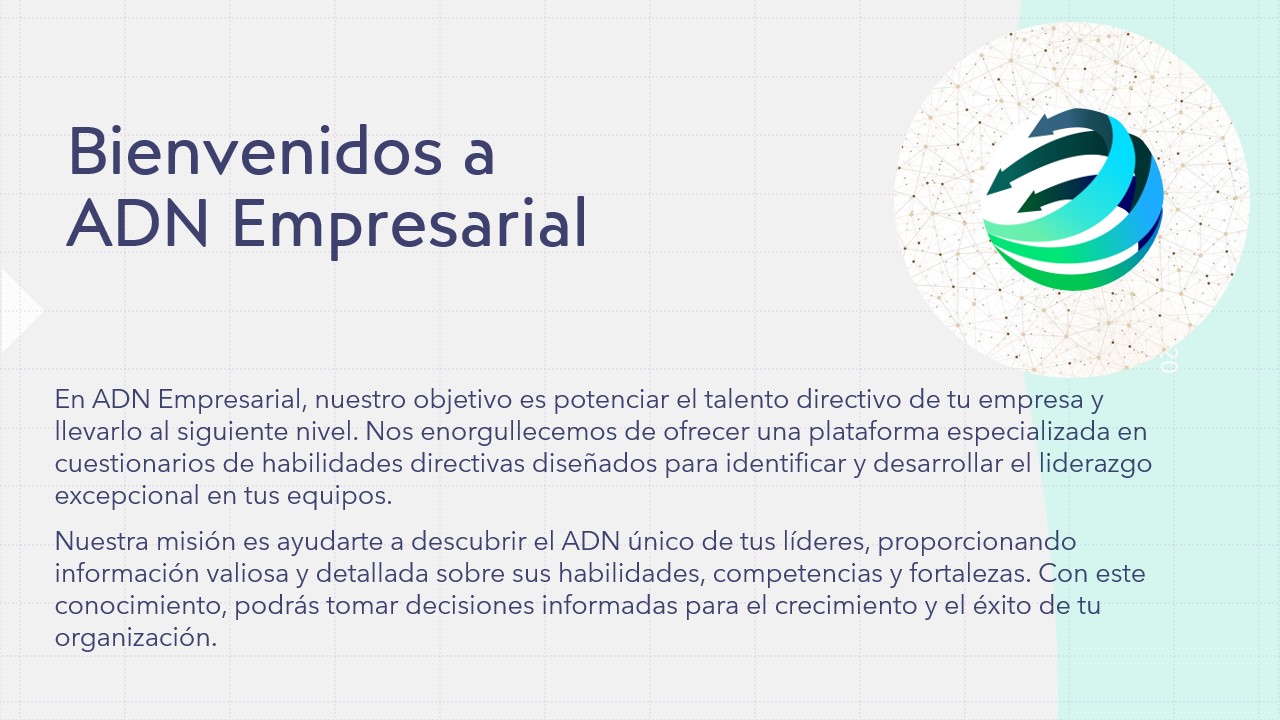 Bienvenidos a
ADN Empresarial
En ADN Empresarial, nuestro objetivo es potenciar el talento directivo de tu empresa y
llevarlo al siguiente nivel. Nos enorgullecemos de ofrecer una plataforma especializada en
cuestionarios de habilidades directivas diseñados para identificar y desarrollar el liderazgo
excepcional en tus equipos.
Nuestra misión es ayudarte a descubrir el ADN único de tus líderes, proporcionando
información valiosa y detallada sobre sus habilidades, competencias y fortalezas. Con este
conocimiento, podrás tomar decisiones informadas para el crecimiento y el éxito de tu
organización.